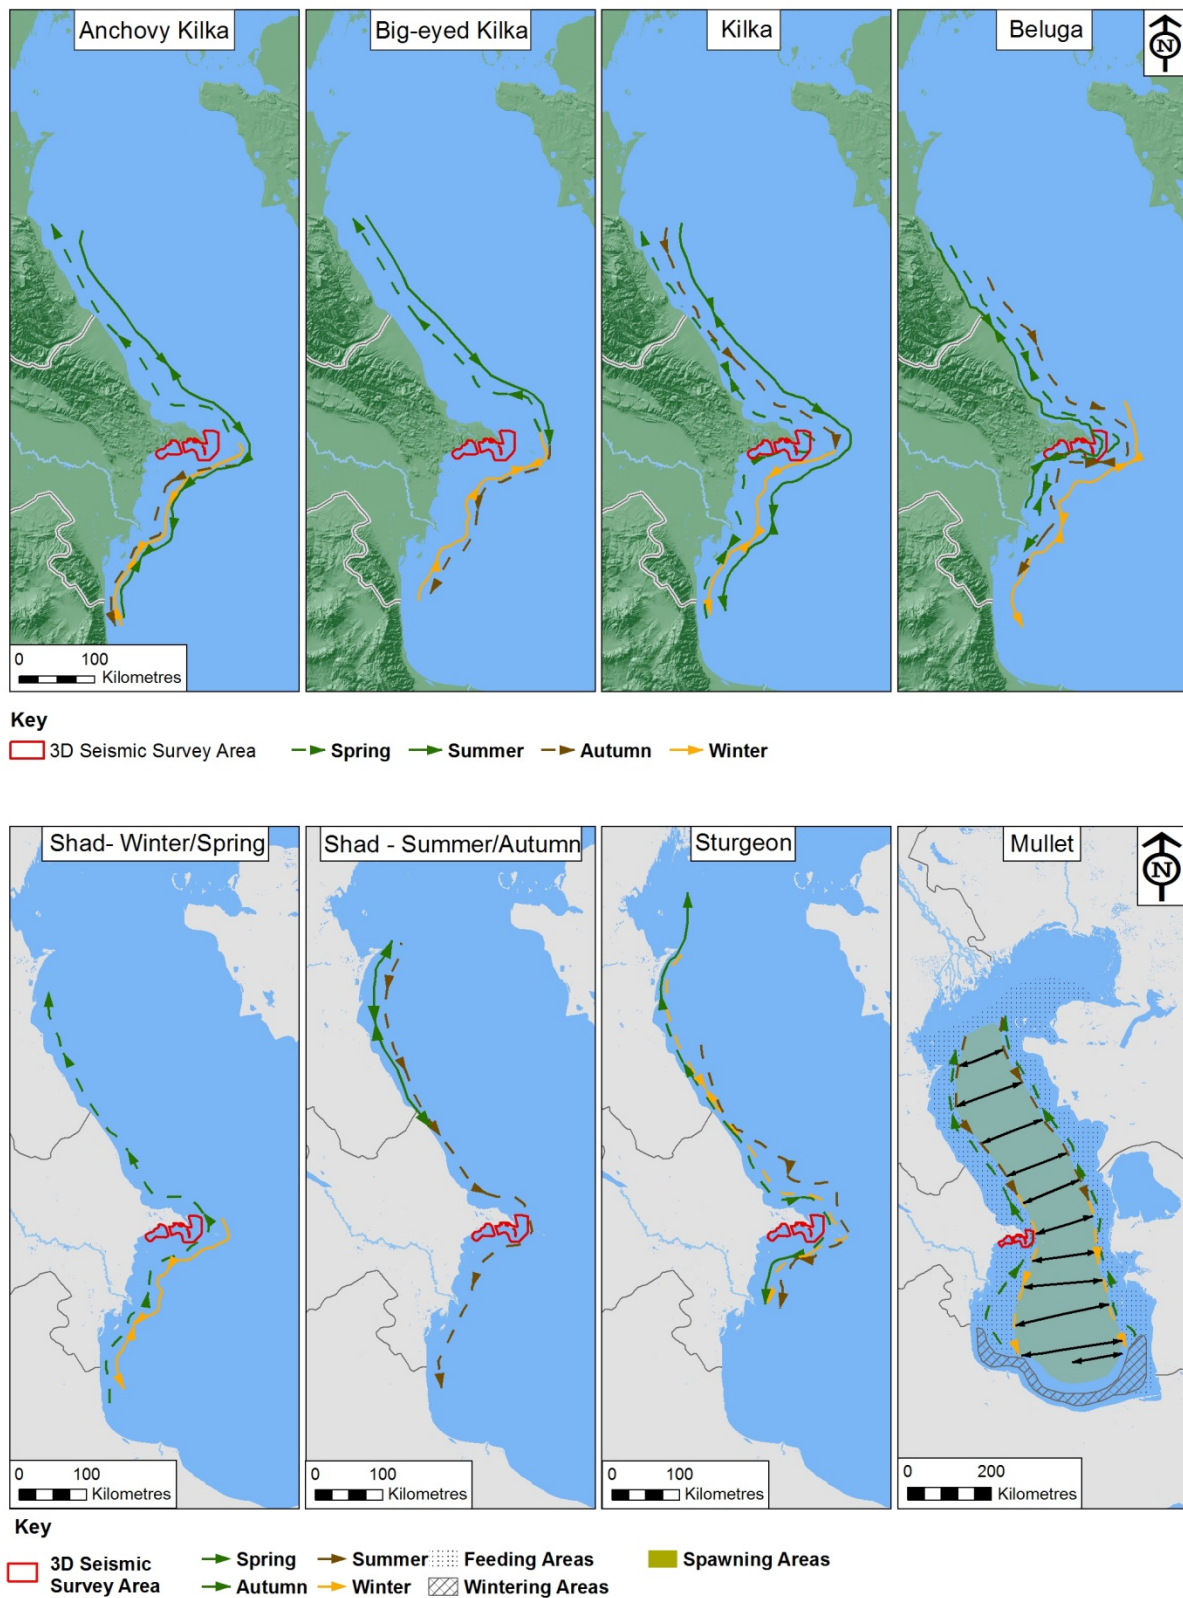 Anchovy Kilka
Big-eyed Kilka
Kilka
Beluga
N
0 100
Kilometres
Key
3D Seismic Survey Area Spring Summer Autumn Winter
Shad- Winter/Spring
Shad - Summer/Autumn
Sturgeon
Mullet
N
0 100
Kilometres
0 100
Kilometres
0 100
Kilometres
0 200
Kilometres
Key
3D Seismic
Survey Area
Spring Summer Feeding Areas Spawning Areas
Autumn Winter Wintering Areas